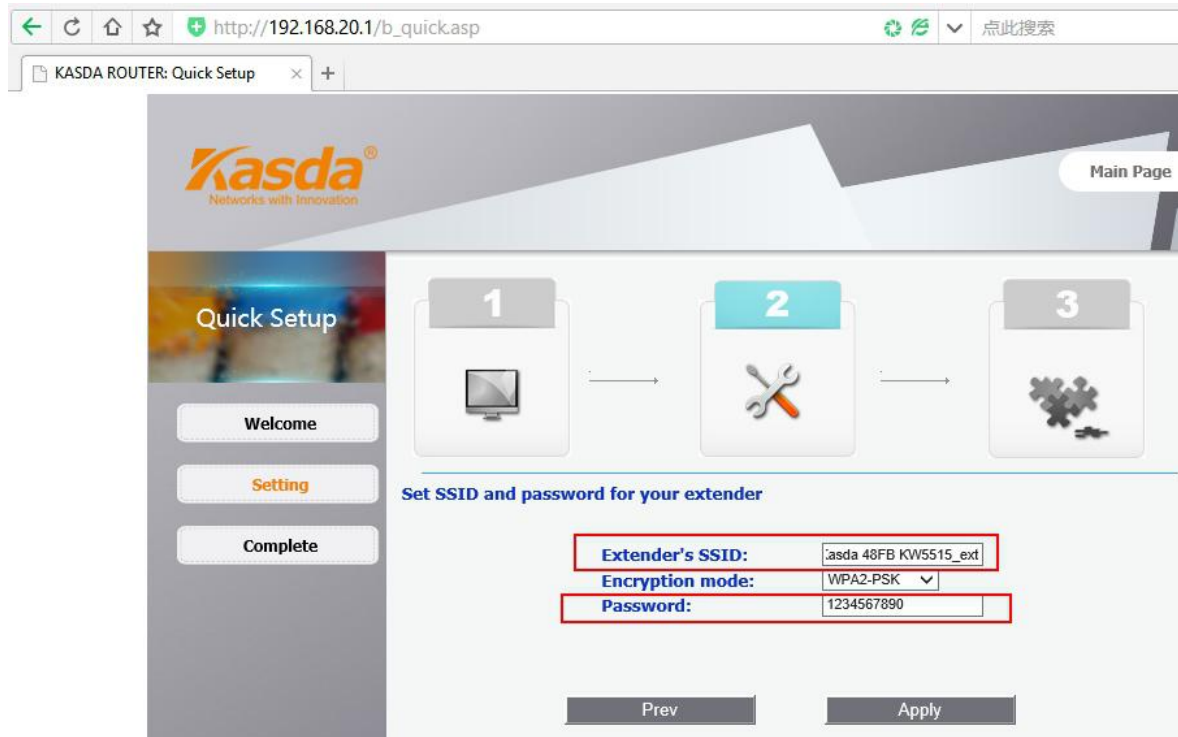 http://192.168.20.1/b_quick.asp
点此搜索
KASDA ROUTER: Quick Setup
Kasda®
Networks with Innovation
Main Page
Quick Setup
1
2
3
Welcome
Setting
Complete
Set SSID and password for your extender
Extender's SSID: asda 48FB KW5515_ext
Encryption mode: WPA2-PSK
Password: 1234567890
Prev Apply